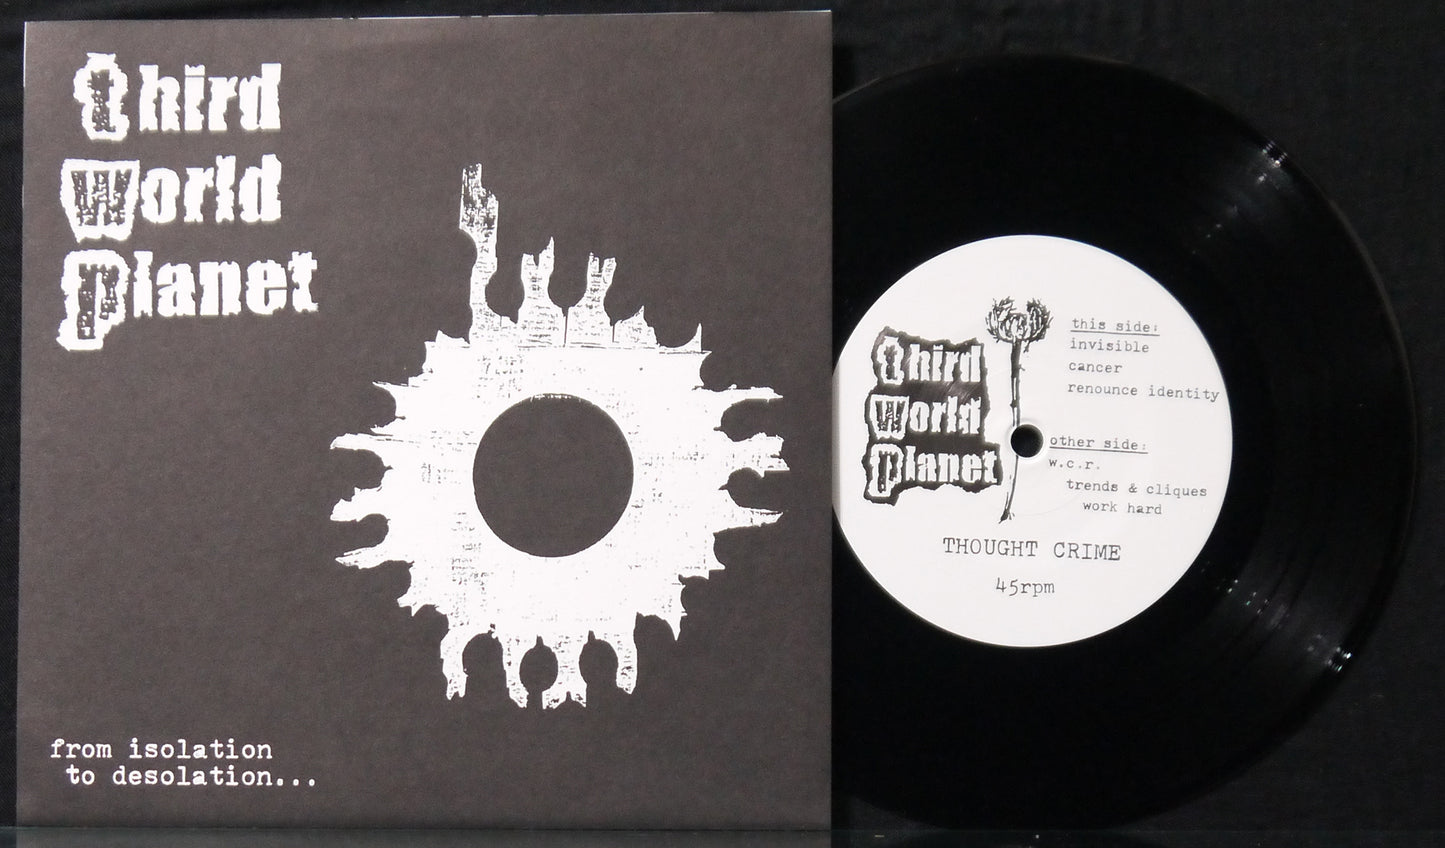 third
world
planet
from isolation
to desolation...
third
world
planet
this side:
invisible
cancer
renounce identity
other side:
w.c.r.
trends & cliques
work hard
THOUGHT CRIME
45rpm